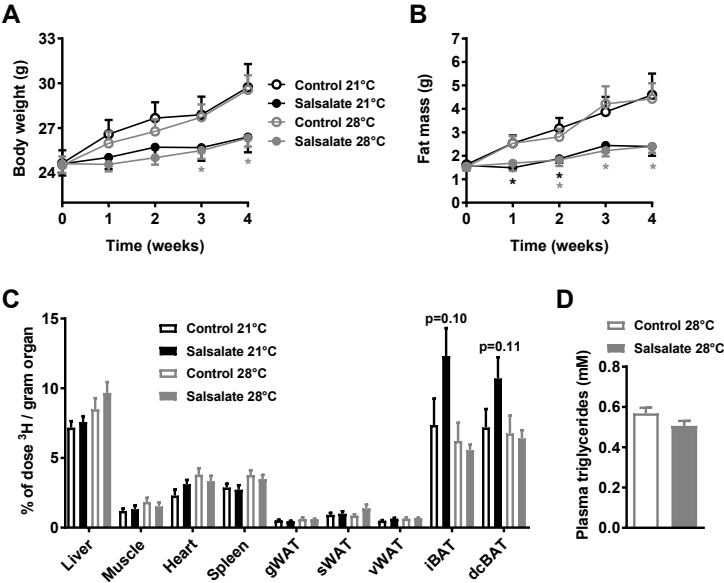 A
Body weight (g)
33
30
27
24
0
1
2
3
4
*
*
Time (weeks)
Control 21°C
Salsalate 21°C
Control 28°C
Salsalate 28°C
B
Fat mass (g)
7
6
5
4
3
2
1
0
0
1
2
3
4
*
*
*
*
*
Time (weeks)
C
% of dose ³H / gram organ
15
10
5
0
Control 21°C
Salsalate 21°C
Control 28°C
Salsalate 28°C
p=0.10
p=0.11
Liver
Muscle
Heart
Spleen
gWAT
sWAT
vWAT
iBAT
dcBAT
D
Control 28°C
Salsalate 28°C
Plasma triglycerides (mM)
0.8
0.6
0.4
0.2
0.0